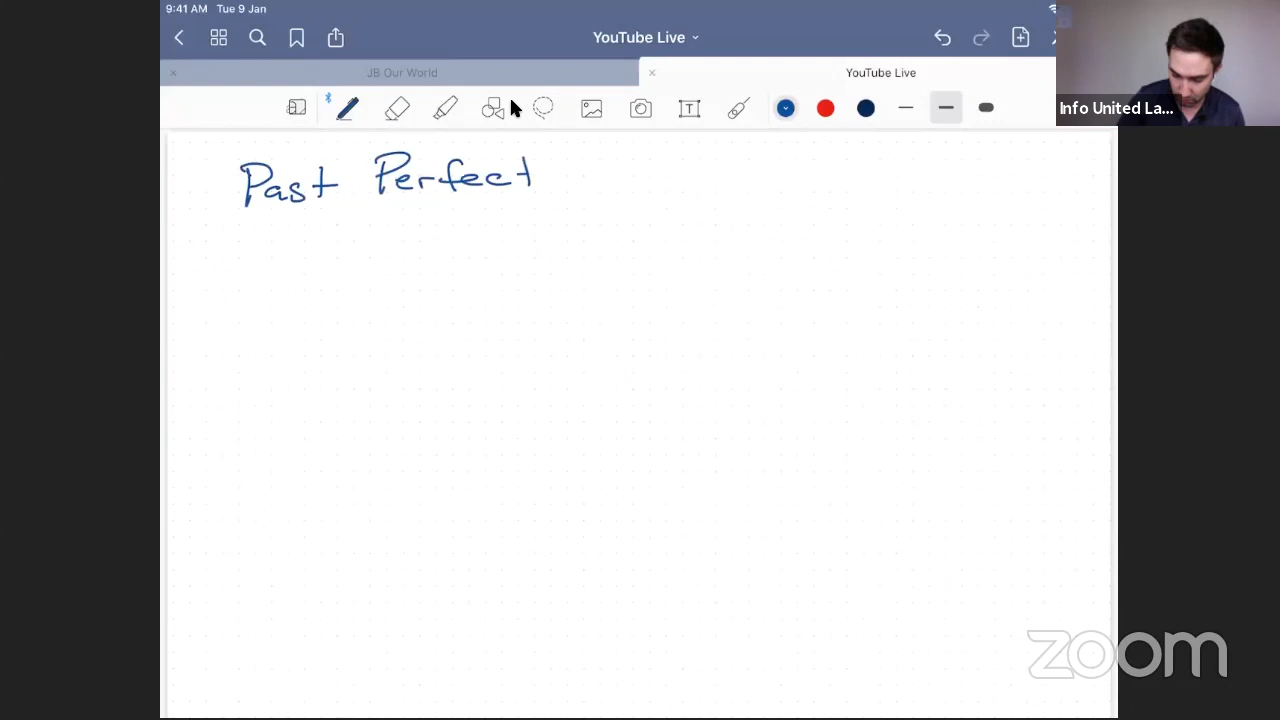 9:41 AM Tue 9 Jan
YouTube Live
JB Our World
YouTube Live
Info United La...
Past Perfect
zoom